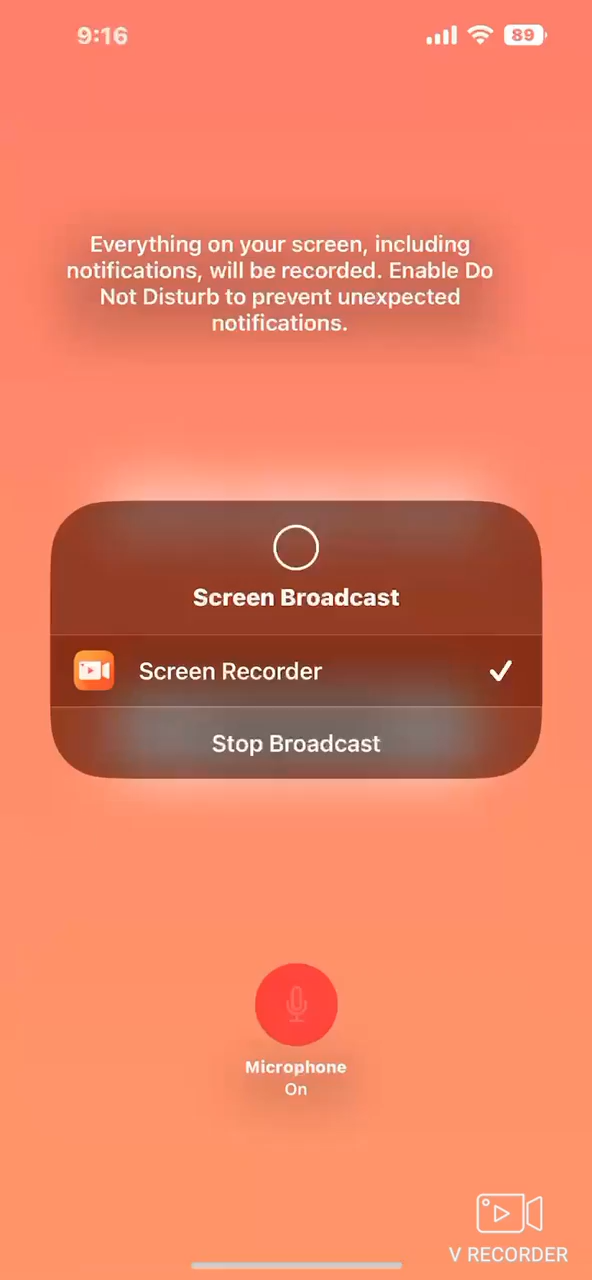 9:16
89
Everything on your screen, including
notifications, will be recorded. Enable Do
Not Disturb to prevent unexpected
notifications.
Screen Broadcast
Screen Recorder
Stop Broadcast
Microphone
On
V RECORDER